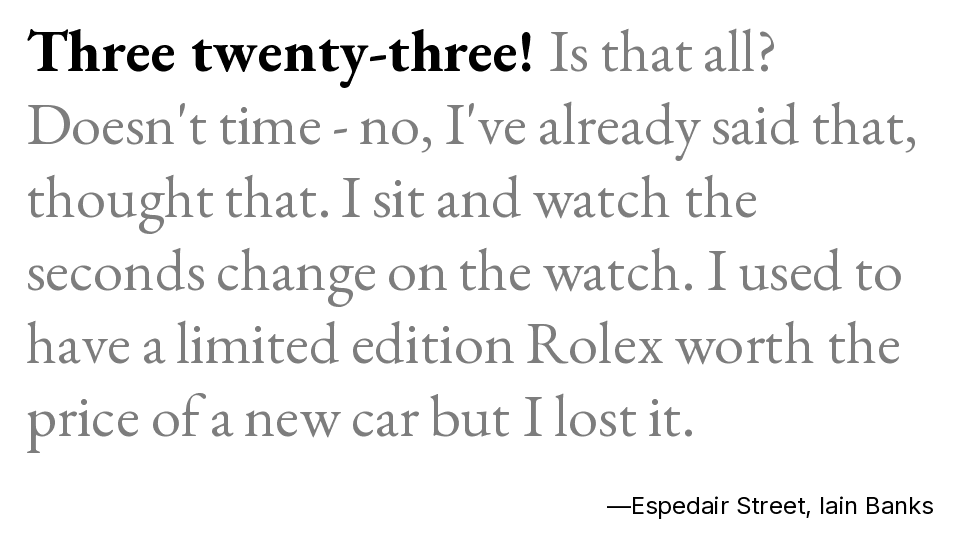 Three twenty-three! Is that all?
Doesn't time - no, I've already said that,
thought that. I sit and watch the
seconds change on the watch. I used to
have a limited edition Rolex worth the
price of a new car but I lost it.
—Espedair Street, Iain Banks